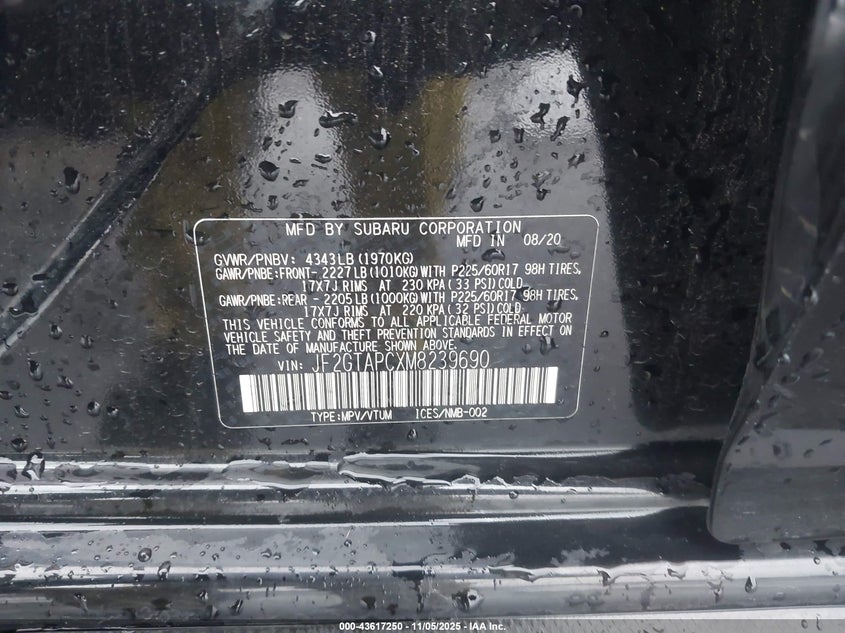 MFD BY SUBARU CORPORATION
MFD IN 08/20
GVWR/PNBV: 4343LB (1970KG)
GAWR/PNBE:FRONT- 2227LB(1010KG)WITH P225/60R17 98H TIRES,
17X7J RIMS AT 230 KPA(33 PSI)COLD.
GAWR/PNBE:REAR - 2205LB(1000KG)WITH P225/60R17 98H TIRES,
17X7J RIMS AT 220 KPA(32 PSI)COLD.
THIS VEHICLE CONFORMS TO ALL APPLICABLE FEDERAL MOTOR
VEHICLE SAFETY AND THEFT PREVENTION STANDARDS IN EFFECT ON
THE DATE OF MANUFACTURE SHOWN ABOVE.
VIN: JF2GTAPCXM8239690
TYPE:MPV/VTUM ICES/NMB-002
000-43617250 - 11/05/2025 - IAA Inc.